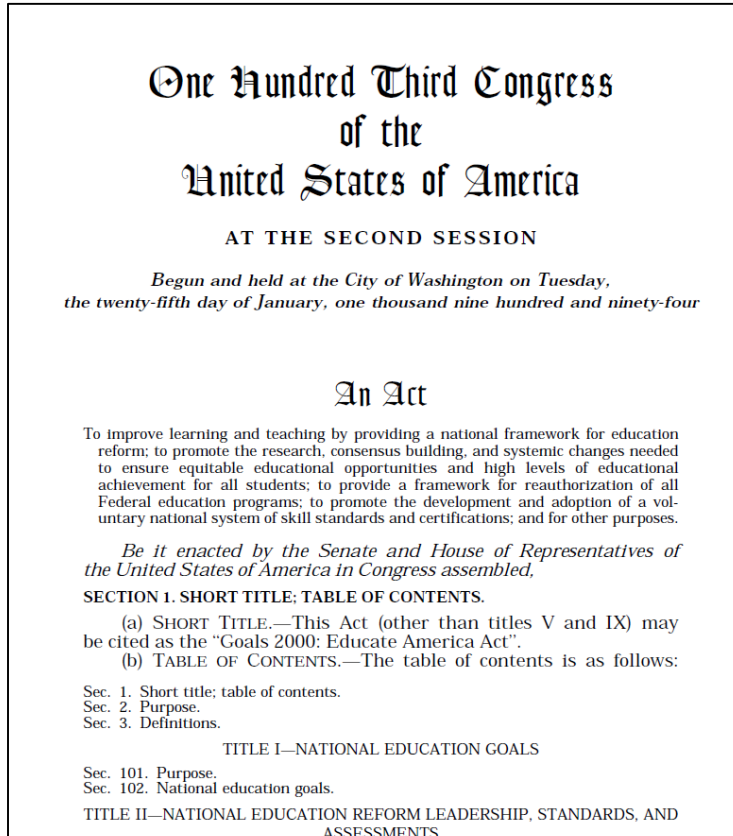 One Hundred Third Congress
of the
United States of America
AT THE SECOND SESSION
Begun and held at the City of Washington on Tuesday,
the twenty-fifth day of January, one thousand nine hundred and ninety-four
An Act
To improve learning and teaching by providing a national framework for education
reform; to promote the research, consensus building, and systemic changes needed
to ensure equitable educational opportunities and high levels of educational
achievement for all students; to provide a framework for reauthorization of all
Federal education programs; to promote the development and adoption of a vol-
untary national system of skill standards and certifications; and for other purposes.
Be it enacted by the Senate and House of Representatives of
the United States of America in Congress assembled,
SECTION 1. SHORT TITLE; TABLE OF CONTENTS.
(a) SHORT TITLE.—This Act (other than titles V and IX) may
be cited as the “Goals 2000: Educate America Act”.
(b) TABLE OF CONTENTS.—The table of contents is as follows:
Sec. 1. Short title; table of contents.
Sec. 2. Purpose.
Sec. 3. Definitions.
TITLE I—NATIONAL EDUCATION GOALS
Sec. 101. Purpose.
Sec. 102. National education goals.
TITLE II—NATIONAL EDUCATION REFORM LEADERSHIP, STANDARDS, AND
ASSESSMENTS